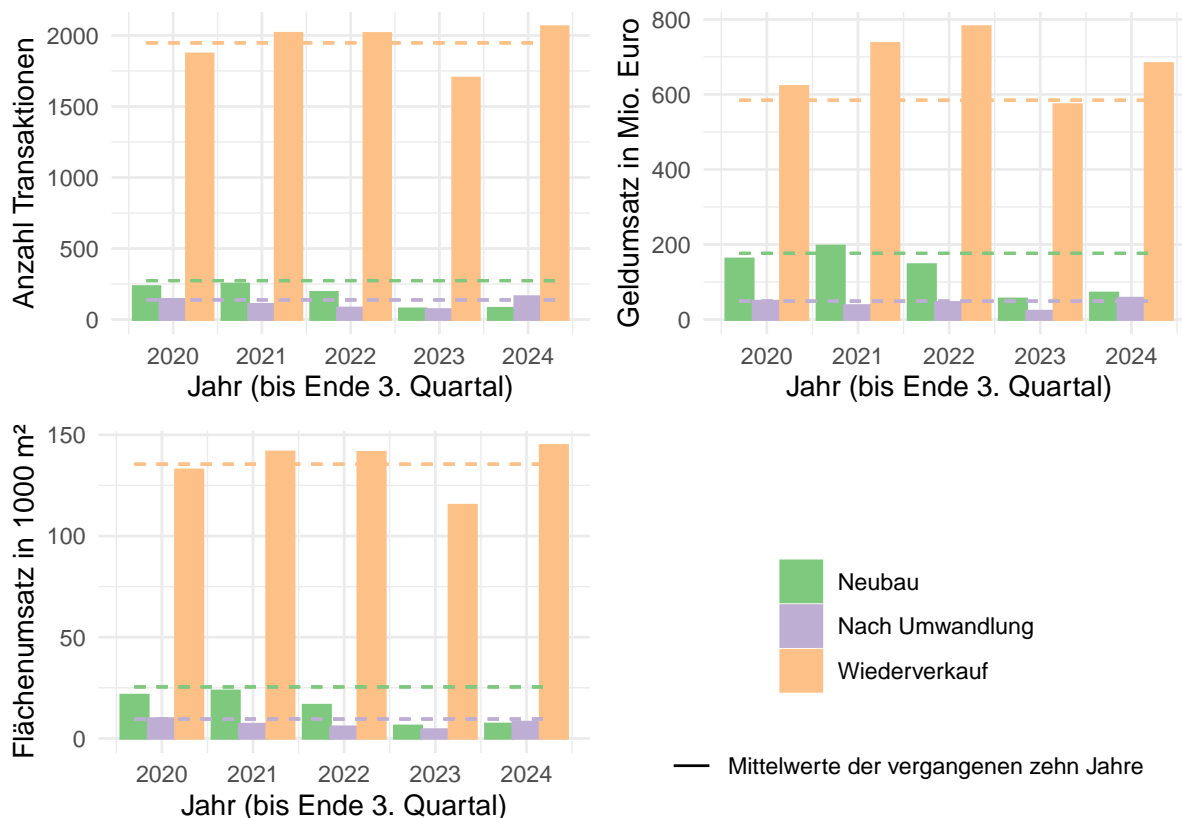 Anzahl Transaktionen
2000
1500
1000
500
0
2020 2021 2022 2023 2024
Jahr (bis Ende 3. Quartal)
Geldumsatz in Mio. Euro
800
600
400
200
0
2020 2021 2022 2023 2024
Jahr (bis Ende 3. Quartal)
Flächenumsatz in 1000 m²
150
100
50
0
2020 2021 2022 2023 2024
Jahr (bis Ende 3. Quartal)
Neubau
Nach Umwandlung
Wiederverkauf
Mittelwerte der vergangenen zehn Jahre